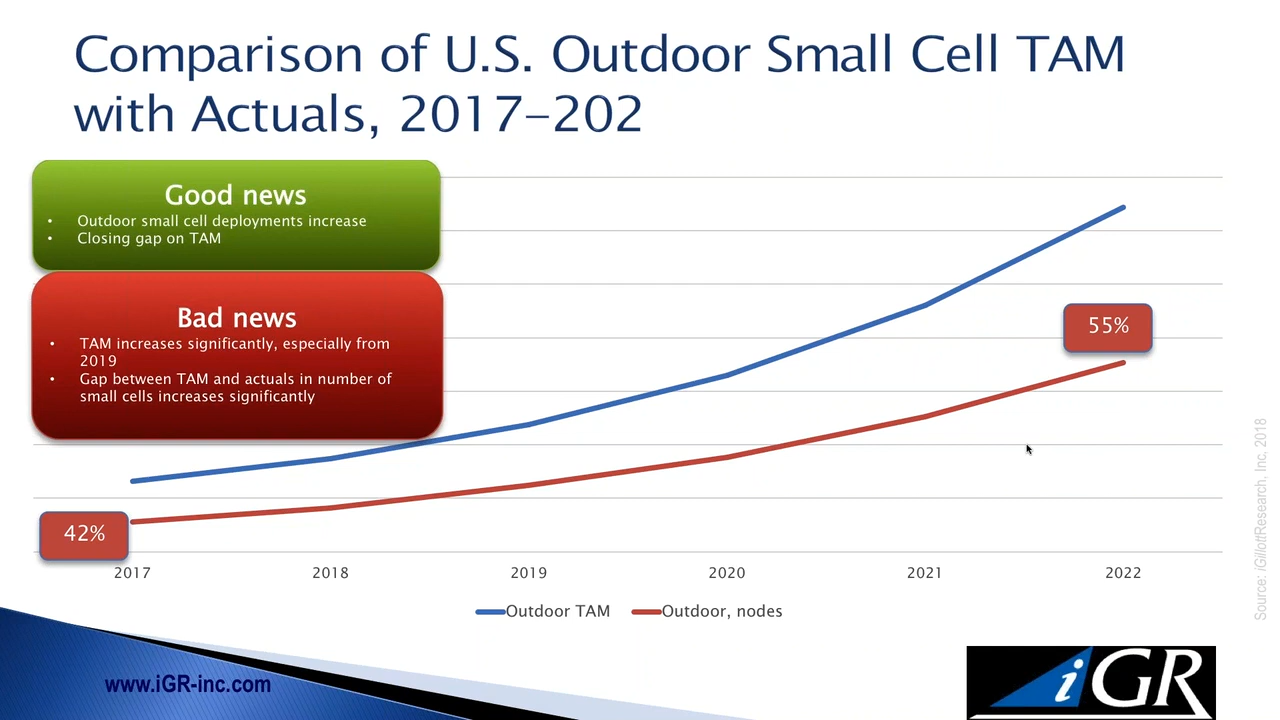 Comparison of U.S. Outdoor Small Cell TAM
with Actuals, 2017-202
Good news
• Outdoor small cell deployments increase
• Closing gap on TAM
Bad news
• TAM increases significantly, especially from
2019
• Gap between TAM and actuals in number of
small cells increases significantly
55%
42%
2017 2018 2019 2020 2021 2022
Outdoor TAM Outdoor, nodes
Source: iGillottResearch, Inc, 2018
www.iGR-inc.com
iGR